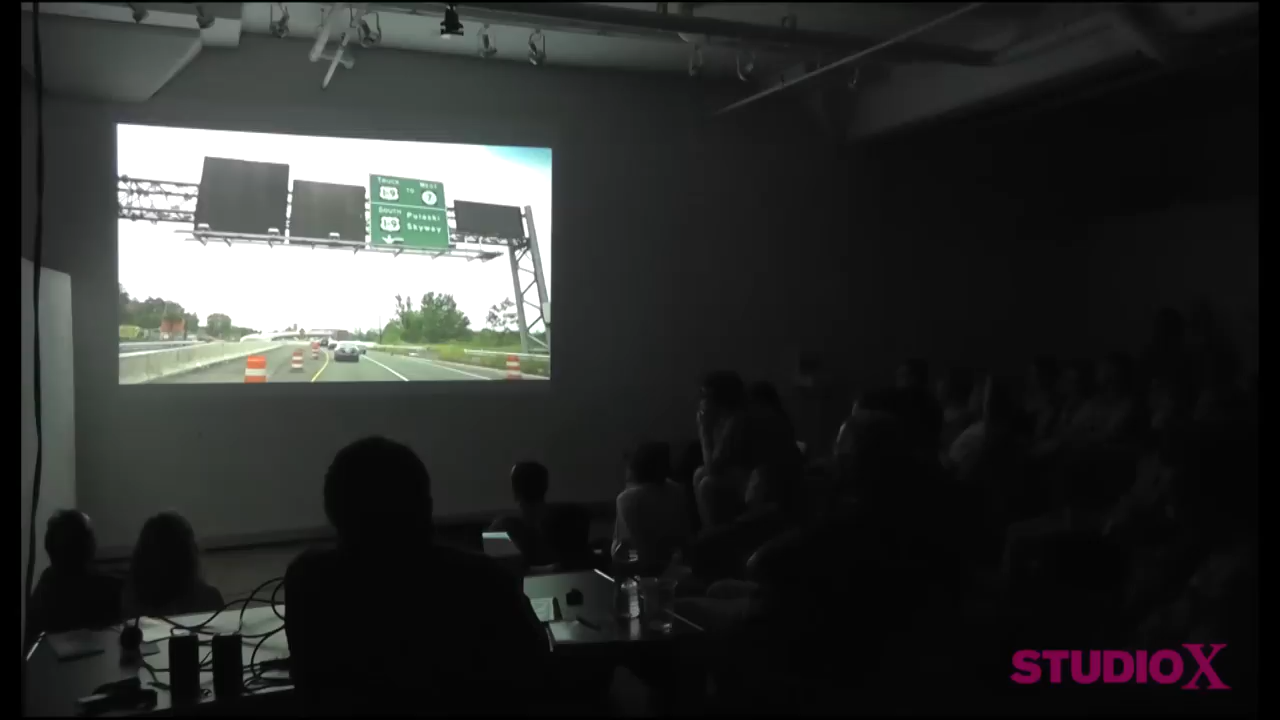 TRUCK WEST
1-9 TO 7
SOUTH Pulaski
1-9 Skyway
STUDIOX